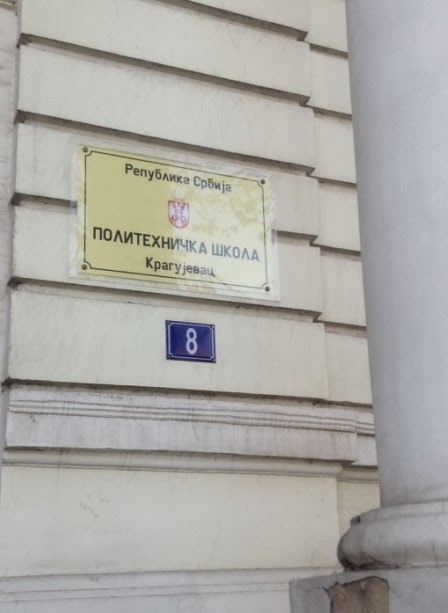 Република Србија
ПОЛИТЕХНИЧКА ШКОЛА
Крагујевац
8